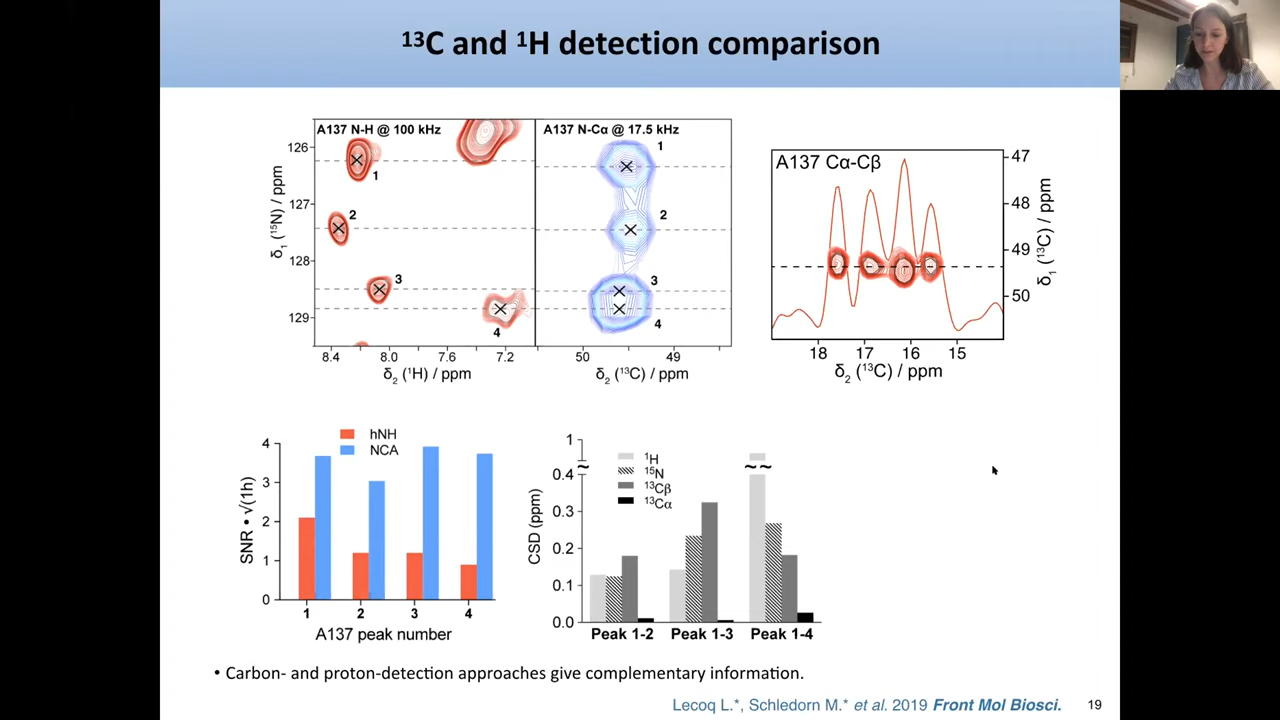 ¹³C and ¹H detection comparison
A137 N-H @ 100 kHz
126
127
128
129
δ₁ (¹⁵N) / ppm
1
2
3
4
8.4 8.0 7.6 7.2
δ₂ (¹H) / ppm
A137 N-Cα @ 17.5 kHz
1
2
3
4
50 49
δ₂ (¹³C) / ppm
A137 Cα-Cβ
47
48
49
50
δ₁ (¹³C) / ppm
18 17 16 15
δ₂ (¹³C) / ppm
hNH
NCA
4
3
2
1
0
SNR • √(1h)
1 2 3 4
A137 peak number
1
~
0.4
0.3
0.2
0.1
0.0
CSD (ppm)
¹H
¹⁵N
¹³Cβ
¹³Cα
~ ~
Peak 1-2 Peak 1-3 Peak 1-4
• Carbon- and proton-detection approaches give complementary information.
Lecoq L.*, Schledorn M.* et al. 2019 Front Mol Biosci.
19